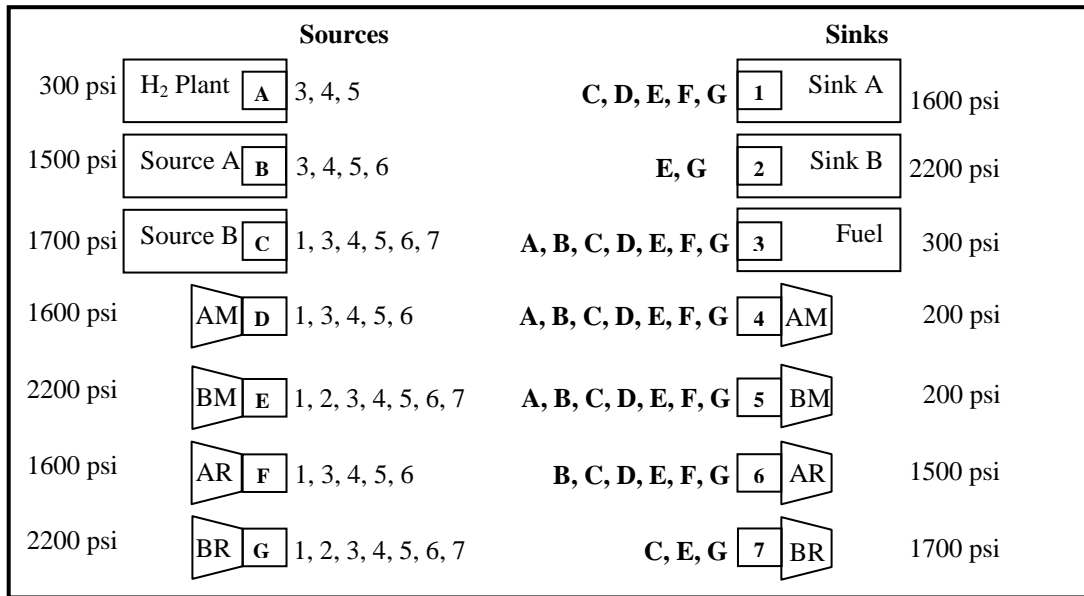 Sources Sinks
300 psi H₂ Plant A 3, 4, 5 C, D, E, F, G 1 Sink A 1600 psi
1500 psi Source A B 3, 4, 5, 6 E, G 2 Sink B 2200 psi
1700 psi Source B C 1, 3, 4, 5, 6, 7 A, B, C, D, E, F, G 3 Fuel 300 psi
1600 psi AM D 1, 3, 4, 5, 6 A, B, C, D, E, F, G 4 AM 200 psi
2200 psi BM E 1, 2, 3, 4, 5, 6, 7 A, B, C, D, E, F, G 5 BM 200 psi
1600 psi AR F 1, 3, 4, 5, 6 B, C, D, E, F, G 6 AR 1500 psi
2200 psi BR G 1, 2, 3, 4, 5, 6, 7 C, E, G 7 BR 1700 psi